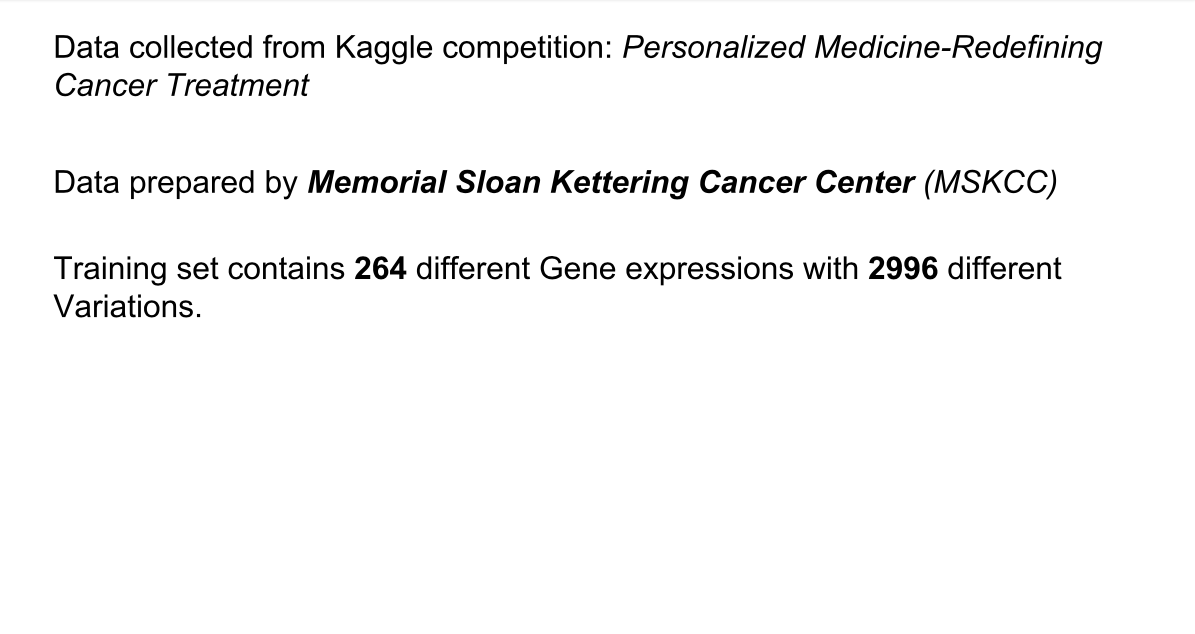 Data collected from Kaggle competition: Personalized Medicine-Redefining
Cancer Treatment
Data prepared by Memorial Sloan Kettering Cancer Center (MSKCC)
Training set contains 264 different Gene expressions with 2996 different
Variations.